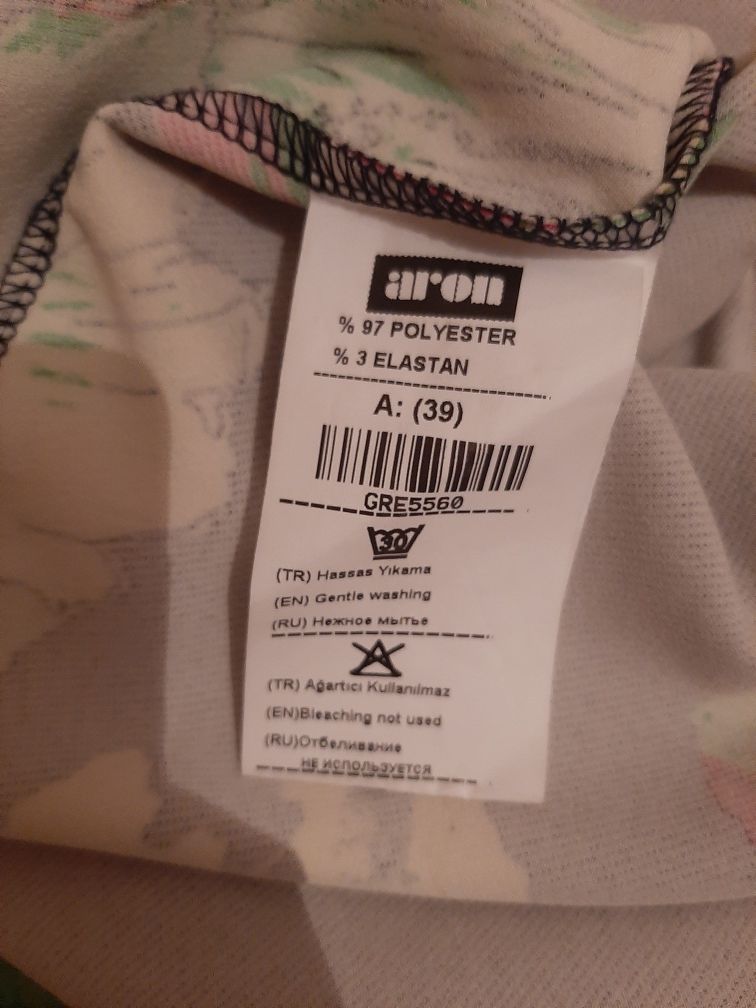 aron
% 97 POLYESTER
% 3 ELASTAN
A: (39)
GRE5560
30
(TR) Hassas Yıkama
(EN) Gentle washing
(RU) Нежное мытье
(TR) Ağartıcı Kullanılmaz
(EN)Bleaching not used
(RU)Отбеливание
НЕ ИСПОЛЬЗУЕТСЯ